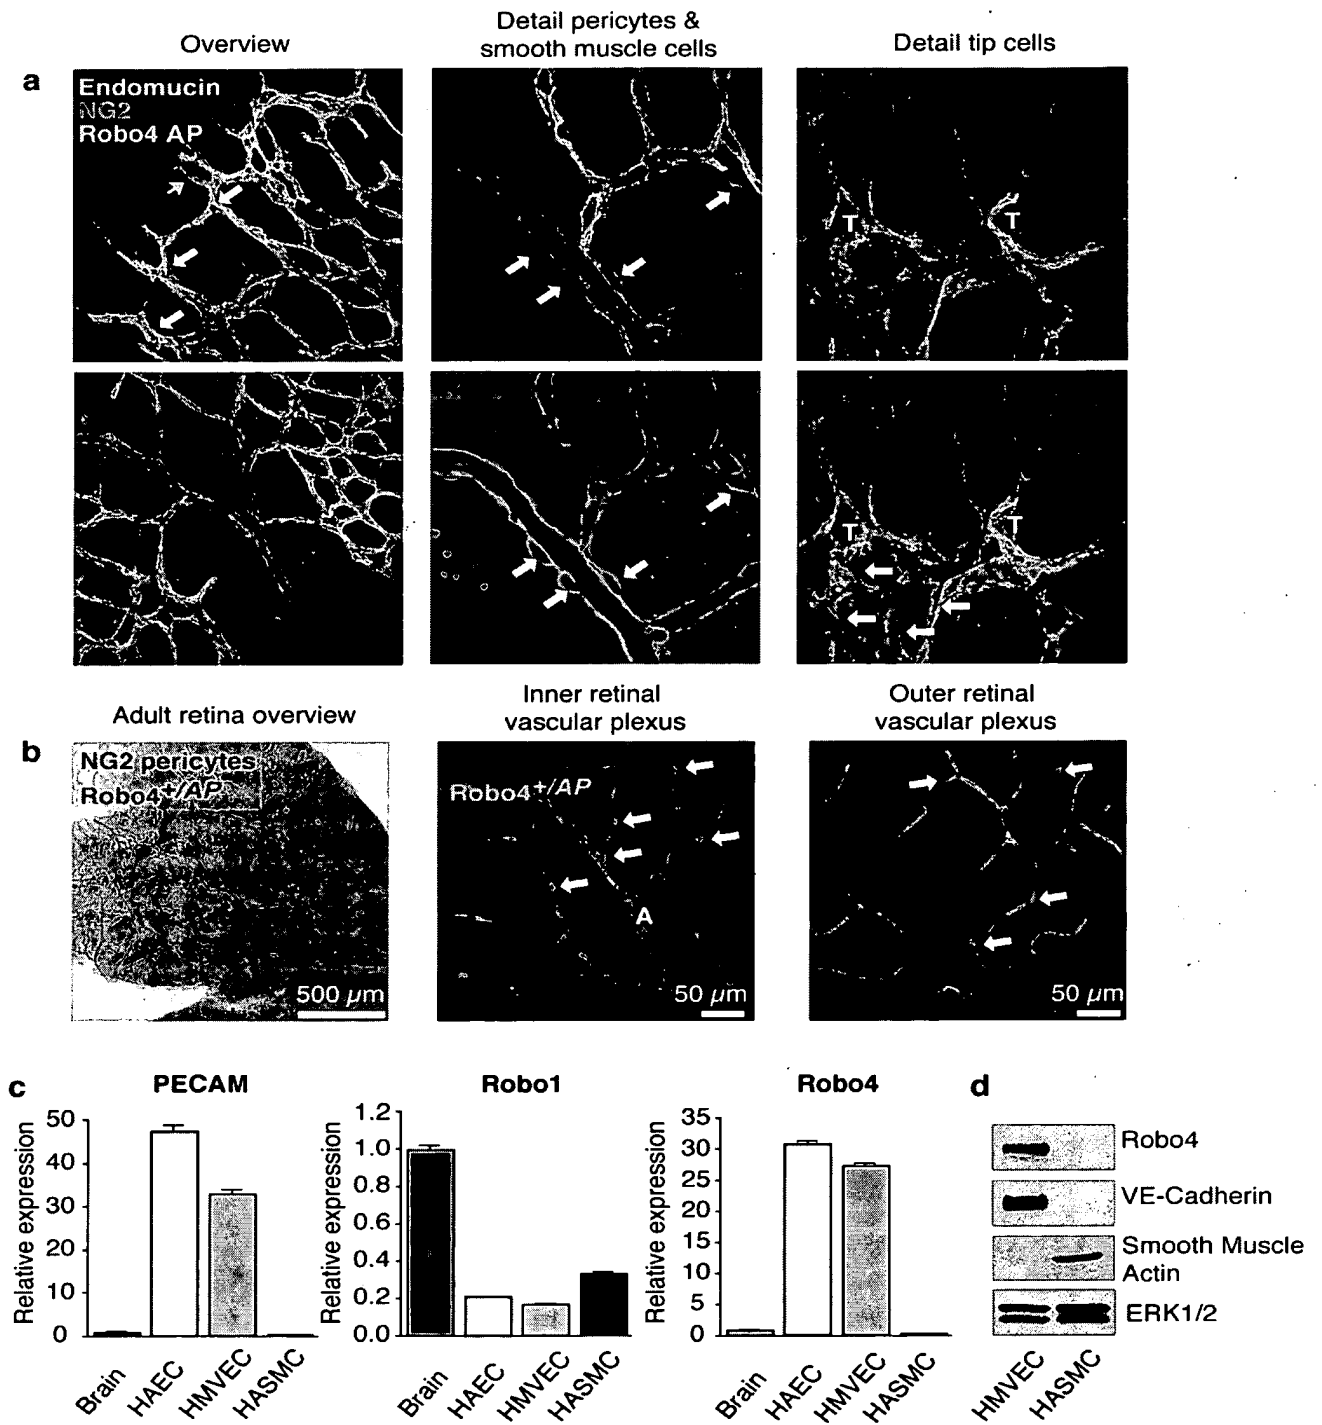 Overview
Detail pericytes &
smooth muscle cells
Detail tip cells
a
Endomucin
NG2
Robo4 AP
T
T
T
T
Adult retina overview
Inner retinal
vascular plexus
Outer retinal
vascular plexus
b
NG2 pericytes
Robo4+/AP
500 μm
Robo4+/AP
A
50 μm
50 μm
c
PECAM
Relative expression
50
40
30
20
10
0
Brain
HAEC
HMVEC
HASMC
Robo1
Relative expression
1.2
1.0
0.8
0.6
0.4
0.2
0.0
Brain
HAEC
HMVEC
HASMC
Robo4
Relative expression
35
30
25
20
15
10
5
0
Brain
HAEC
HMVEC
HASMC
d
Robo4
VE-Cadherin
Smooth Muscle
Actin
ERK1/2
HMVEC
HASMC